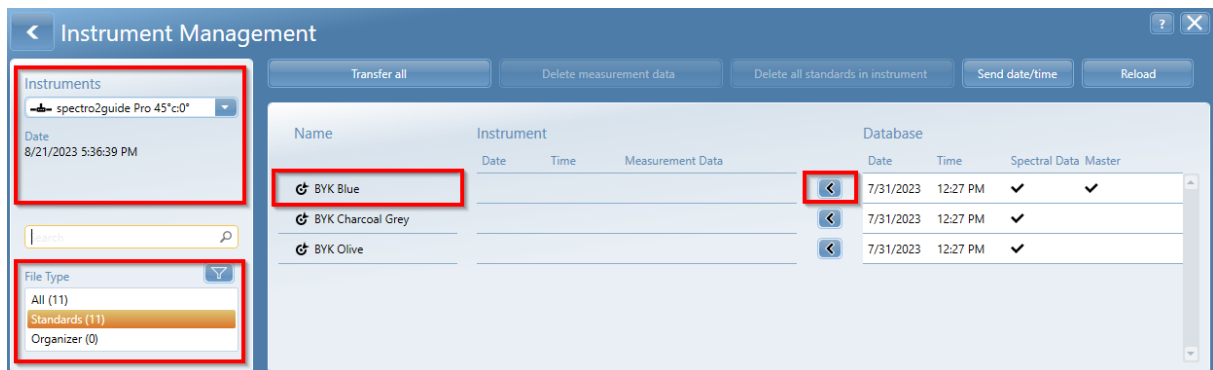 Instrument Management
?
Instruments
spectro2guide Pro 45°c:0°
Date
8/21/2023 5:36:39 PM
search
File Type
All (11)
Standards (11)
Organizer (0)
Transfer all
Delete measurement data
Delete all standards in instrument
Send date/time
Reload
Name Instrument Database
Date Time Measurement Data Date Time Spectral Data Master
BYK Blue 7/31/2023 12:27 PM
BYK Charcoal Grey 7/31/2023 12:27 PM
BYK Olive 7/31/2023 12:27 PM